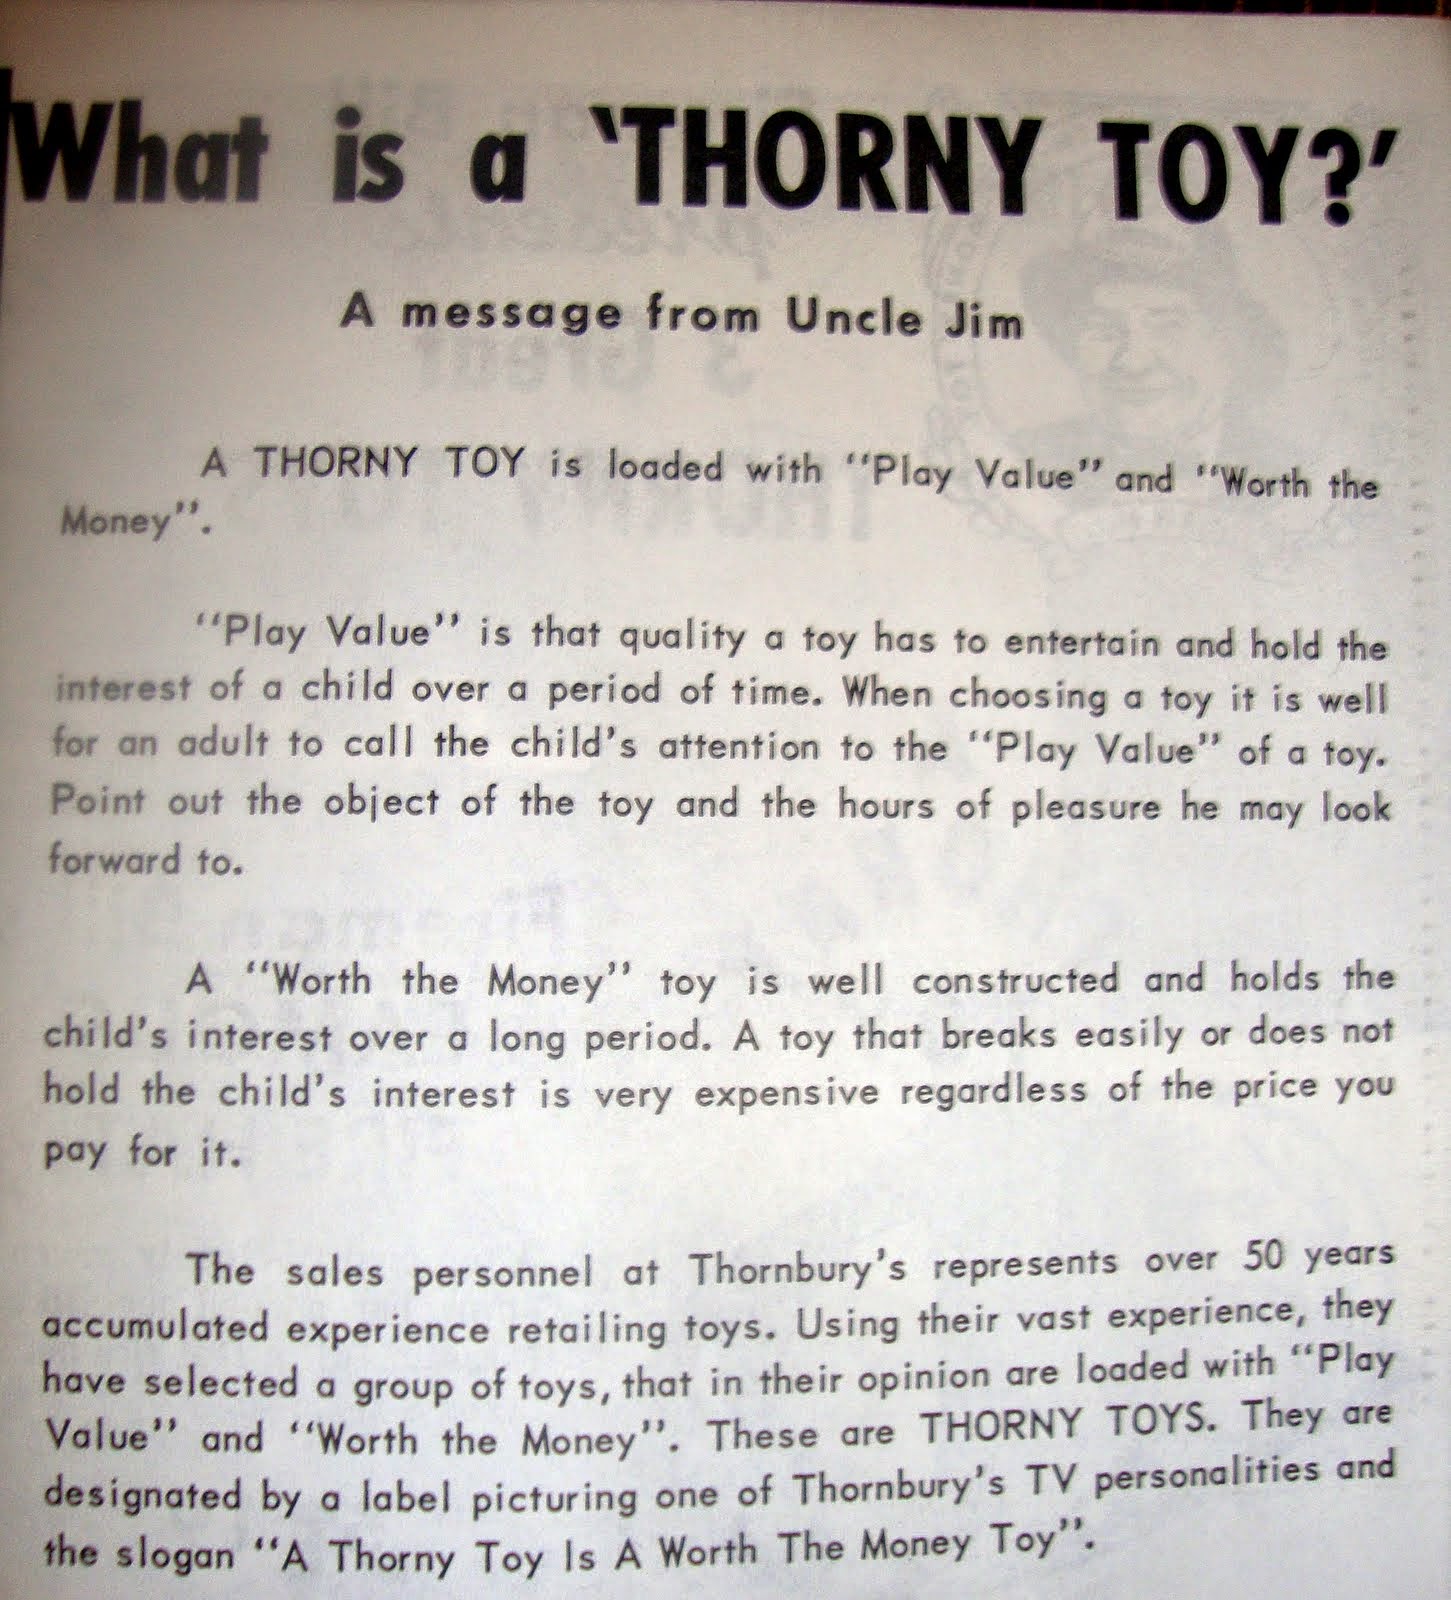 What is a 'THORNY TOY?'
A message from Uncle Jim
A THORNY TOY is loaded with "Play Value" and "Worth the
Money".
"Play Value" is that quality a toy has to entertain and hold the
interest of a child over a period of time. When choosing a toy it is well
for an adult to call the child's attention to the "Play Value" of a toy.
Point out the object of the toy and the hours of pleasure he may look
forward to.
A "Worth the Money" toy is well constructed and holds the
child's interest over a long period. A toy that breaks easily or does not
hold the child's interest is very expensive regardless of the price you
pay for it.
The sales personnel at Thornbury's represents over 50 years
accumulated experience retailing toys. Using their vast experience, they
have selected a group of toys, that in their opinion are loaded with "Play
Value" and "Worth the Money". These are THORNY TOYS. They are
designated by a label picturing one of Thornbury's TV personalities and
the slogan "A Thorny Toy Is A Worth The Money Toy".